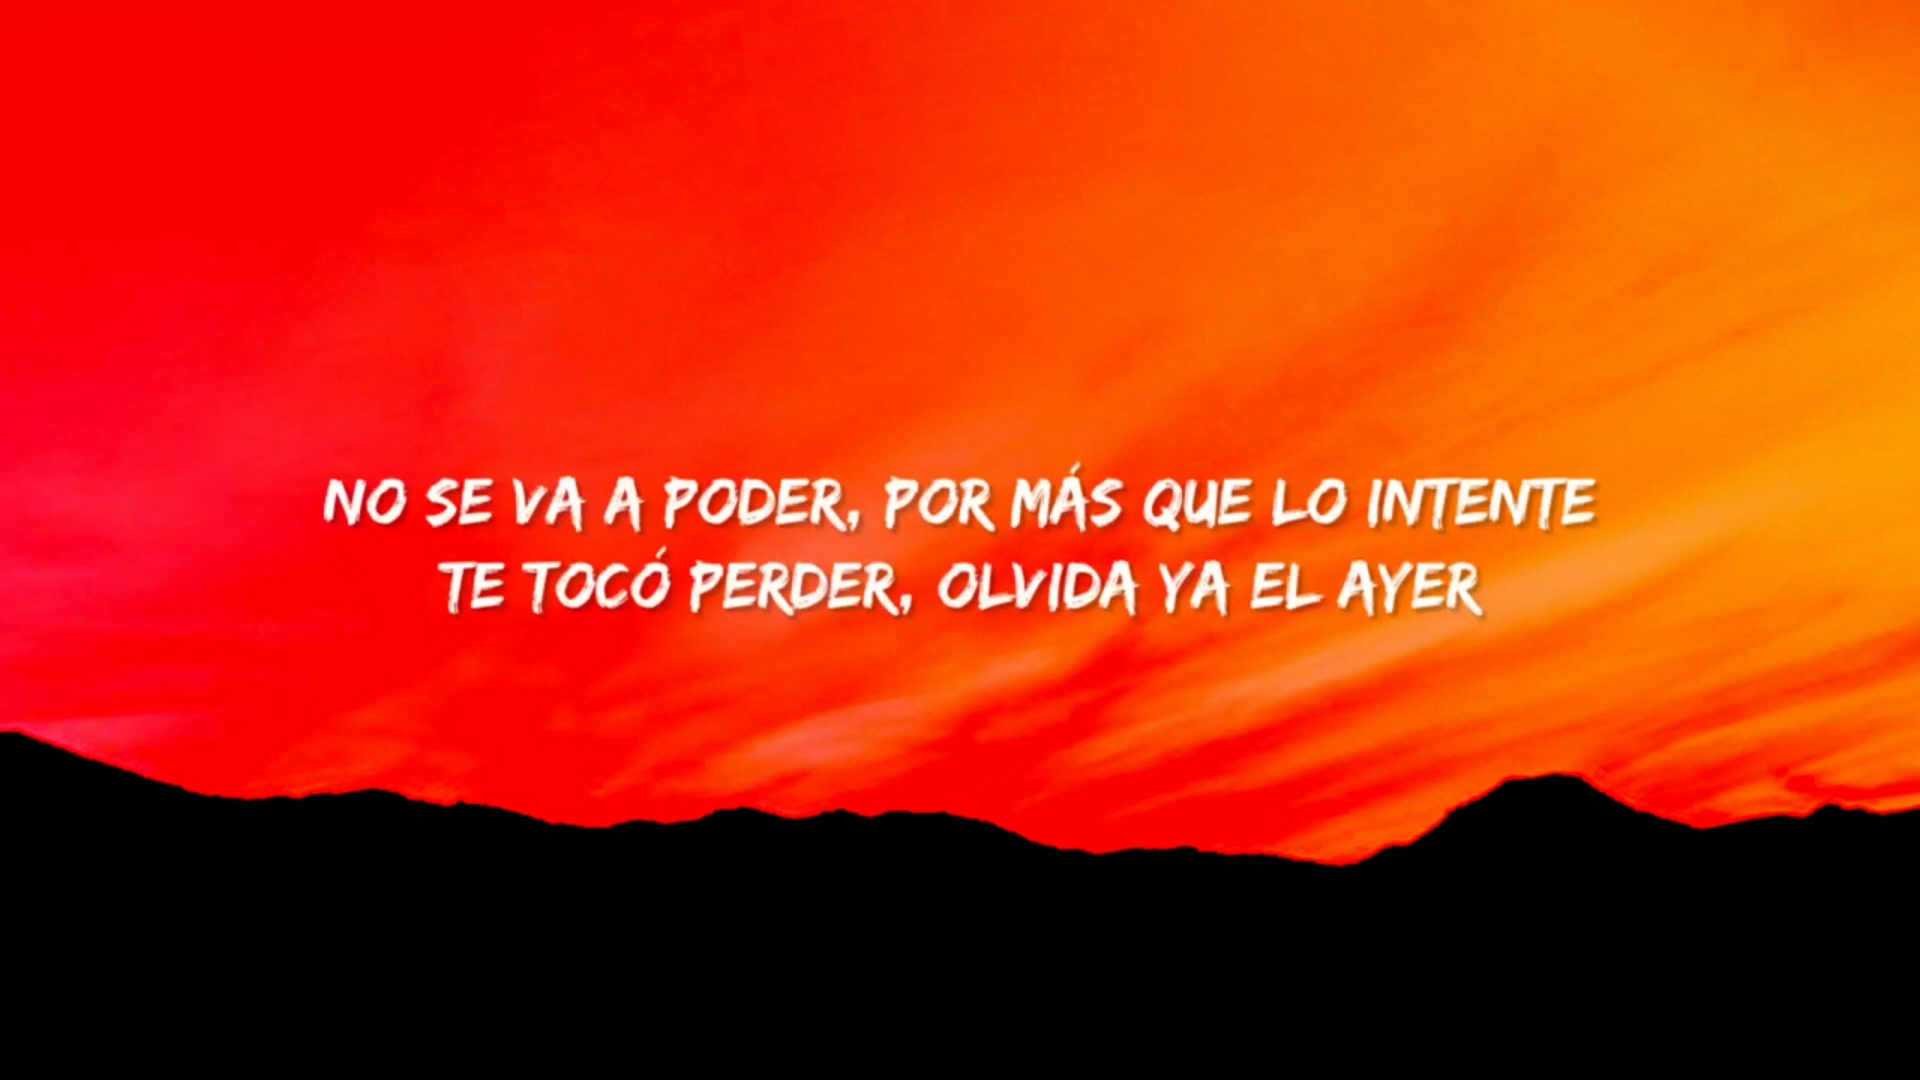 NO SE VA A PODER, POR MÁS QUE LO INTENTE
TE TOCÓ PERDER, OLVIDA YA EL AYER